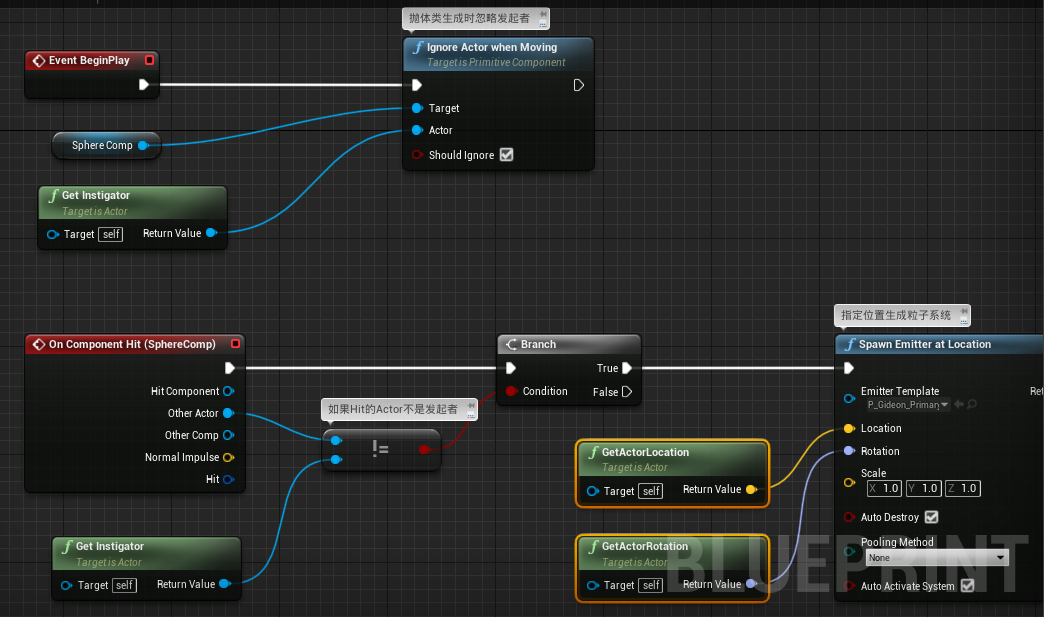 抛体类生成时忽略发起者
Event BeginPlay
Ignore Actor when Moving
Target is Primitive Component
Target
Actor
Should Ignore
Sphere Comp
Get Instigator
Target is Actor
Target self
Return Value
指定位置生成粒子系统
On Component Hit (SphereComp)
Hit Component
Other Actor
Other Comp
Normal Impulse
Hit
如果Hit的Actor不是发起者
!=
Branch
True
Condition
False
Spawn Emitter at Location
Emitter Template
P_Gideon_Primar
Ret
Location
Rotation
Scale
X 1.0 Y 1.0 Z 1.0
Auto Destroy
Pooling Method
None
Auto Activate System
GetActorLocation
Target is Actor
Target self
Return Value
Get Instigator
Target is Actor
Target self
Return Value
GetActorRotation
Target is Actor
Target self
Return Value
BLUEPRINT